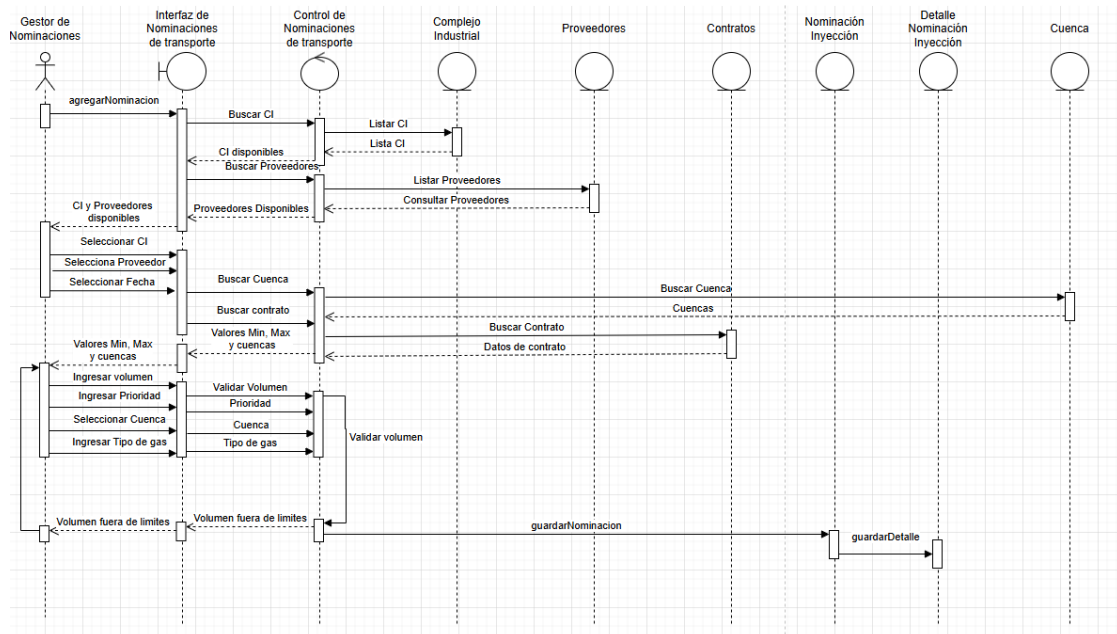 Gestor de
Nominaciones
Interfaz de
Nominaciones
de transporte
Control de
Nominaciones
de transporte
Complejo
Industrial
Proveedores
Contratos
Nominación
Inyección
Detalle
Nominación
Inyección
Cuenca
agregarNominacion
Buscar CI
Listar CI
Lista CI
CI disponibles
Buscar Proveedores
Listar Proveedores
Consultar Proveedores
Proveedores Disponibles
CI y Proveedores
disponibles
Seleccionar CI
Selecciona Proveedor
Seleccionar Fecha
Buscar Cuenca
Buscar Cuenca
Cuencas
Buscar contrato
Buscar Contrato
Datos de contrato
Valores Min, Max
y cuencas
Valores Min, Max
y cuencas
Ingresar volumen
Validar Volumen
Ingresar Prioridad
Prioridad
Seleccionar Cuenca
Cuenca
Ingresar Tipo de gas
Tipo de gas
Validar volumen
Volumen fuera de limites
Volumen fuera de limites
guardarNominacion
guardarDetalle